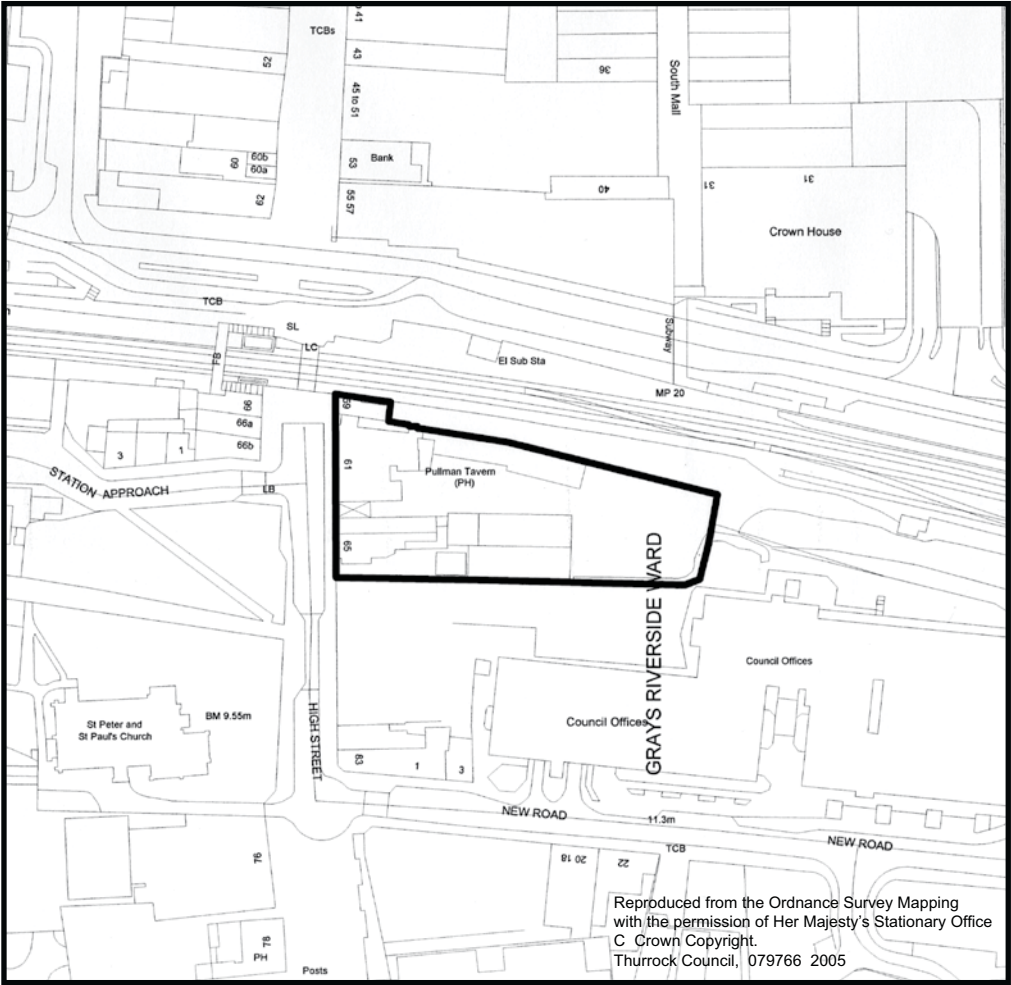 TCBs
41
43
45 to 51
52
36
South Mall
60b
60a
60
53
Bank
62
55 57
40
31
31
Crown House
TCB
SL
LC
FB
El Sub Sta
Subway
MP 20
59
66
66a
66b
61
3
1
Pullman Tavern
(PH)
STATION APPROACH
LB
65
GRAYS RIVERSIDE WARD
Council Offices
St Peter and
St Paul's Church
BM 9.55m
HIGH STREET
Council Offices
83
1
3
NEW ROAD
11.3m
NEW ROAD
TCB
76
20 18
22
78
PH
Posts
Reproduced from the Ordnance Survey Mapping
with the permission of Her Majesty's Stationary Office
C Crown Copyright.
Thurrock Council, 079766 2005